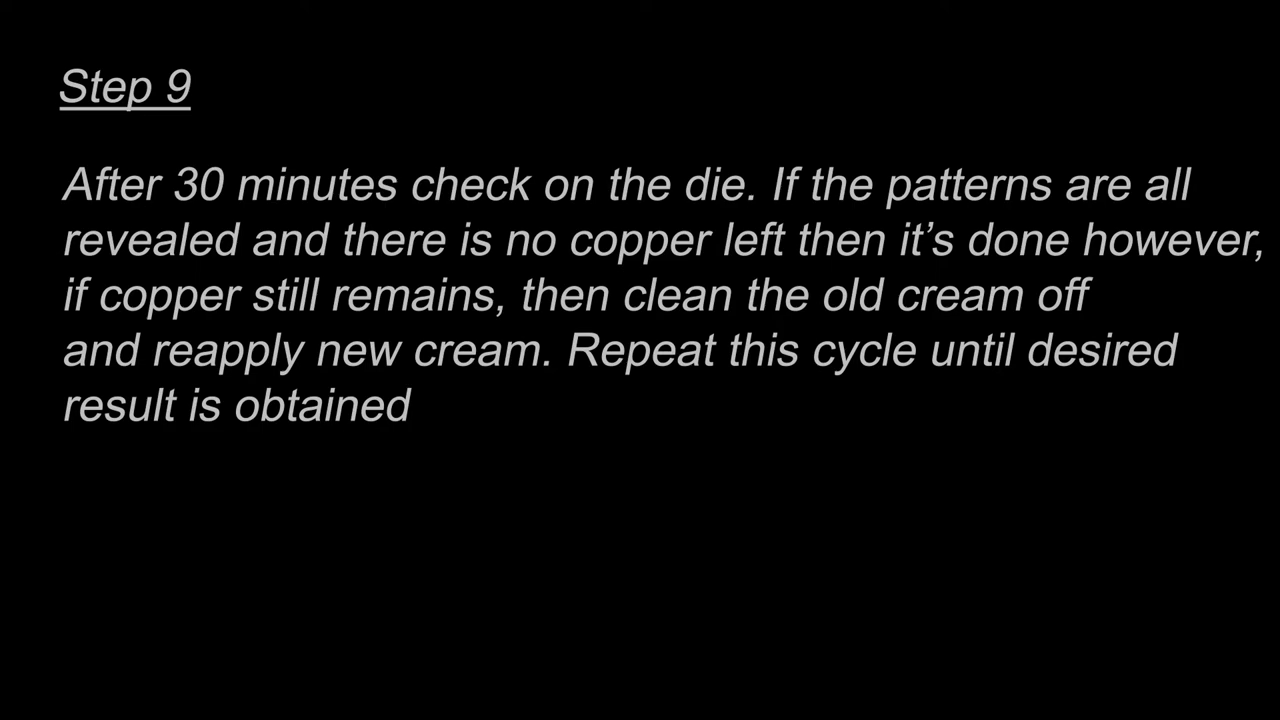 Step 9
After 30 minutes check on the die. If the patterns are all
revealed and there is no copper left then it’s done however,
if copper still remains, then clean the old cream off
and reapply new cream. Repeat this cycle until desired
result is obtained